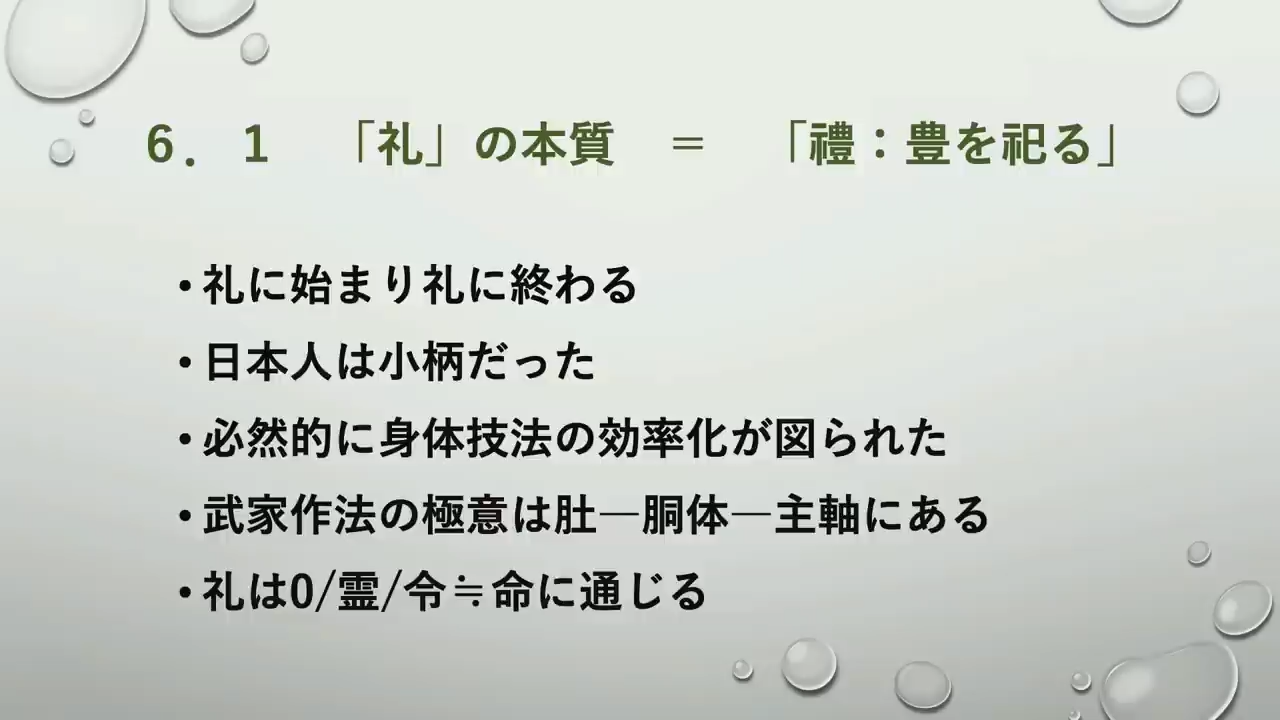 ６．１　「礼」の本質　＝　「禮：豊を祀る」
・礼に始まり礼に終わる
・日本人は小柄だった
・必然的に身体技法の効率化が図られた
・武家作法の極意は肚―胴体―主軸にある
・礼は0/霊/令≒命に通じる